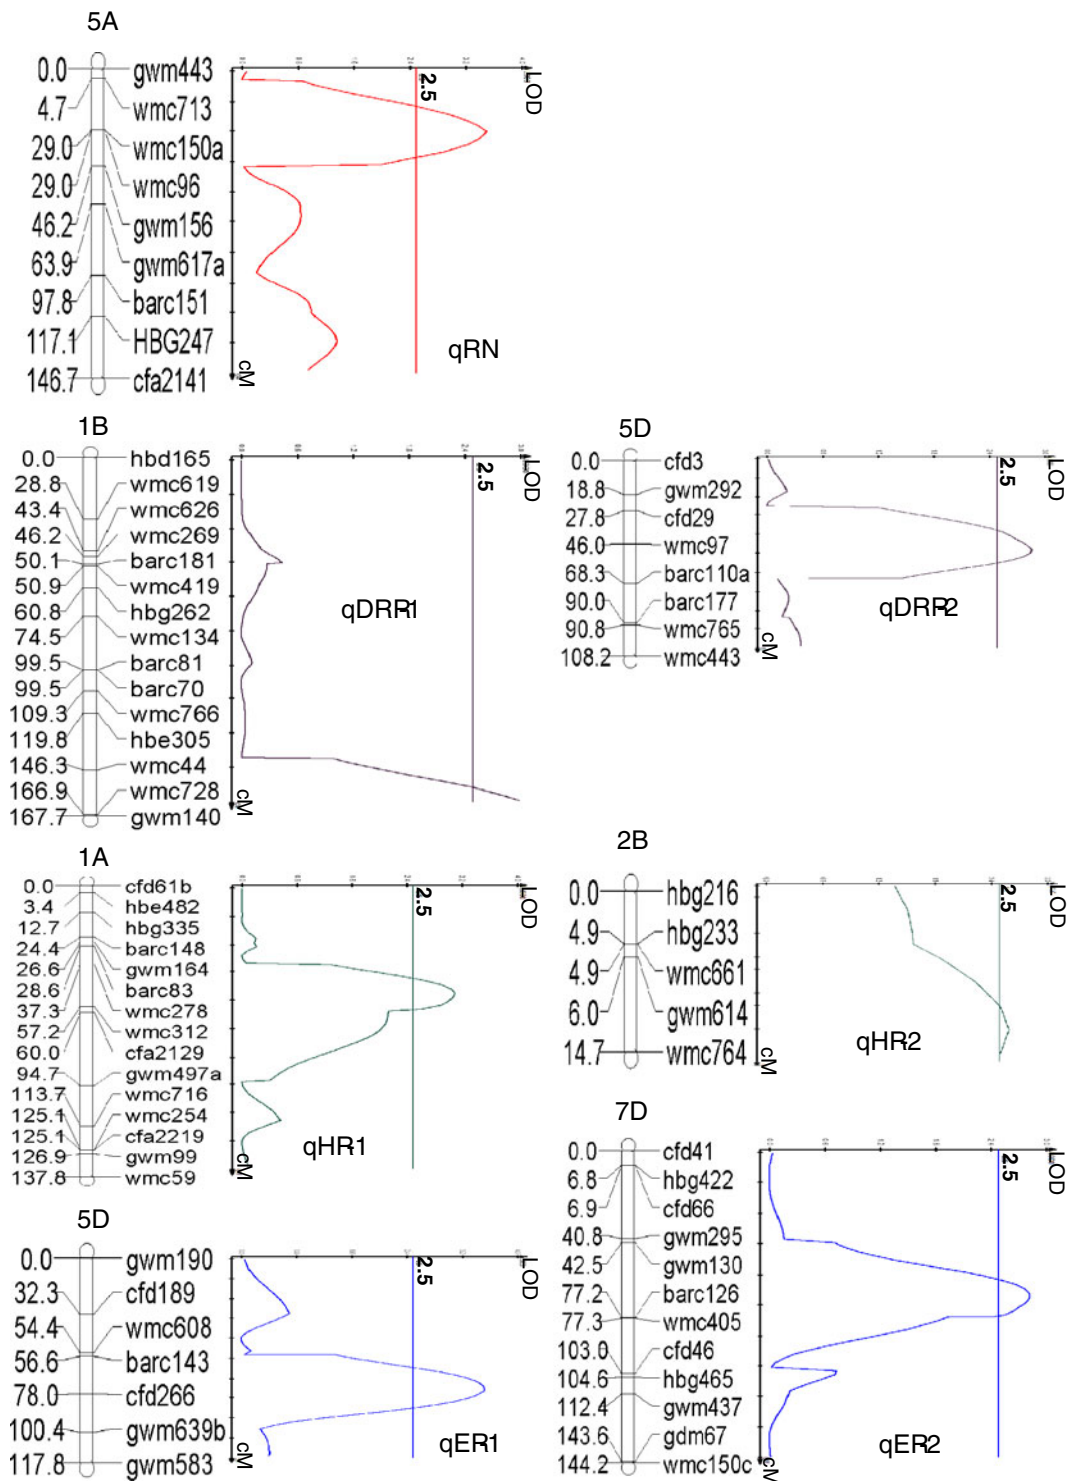 5A
0.0 gwm443
4.7 wmc713
29.0 wmc150a
29.0 wmc96
46.2 gwm156
63.9 gwm617a
97.8 barc151
117.1 HBG247
146.7 cfa2141
LOD
2.5
cM
qRN
1B
0.0 hbd165
28.8 wmc619
43.4 wmc626
46.2 wmc269
50.1 barc181
50.9 wmc419
60.8 hbg262
74.5 wmc134
99.5 barc81
99.5 barc70
109.3 wmc766
119.8 hbe305
146.3 wmc44
166.9 wmc728
167.7 gwm140
LOD
2.5
cM
qDRR-1
5D
0.0 cfd3
18.8 gwm292
27.8 cfd29
46.0 wmc97
68.3 barc110a
90.0 barc177
90.8 wmc765
108.2 wmc443
LOD
2.5
cM
qDRR-2
1A
0.0 cfd61b
3.4 hbe482
12.7 hbg335
24.4 barc148
26.6 gwm164
28.6 barc83
37.3 wmc278
57.2 wmc312
60.0 cfa2129
94.7 gwm497a
113.7 wmc716
125.1 wmc254
125.1 cfa2219
126.9 gwm99
137.8 wmc59
LOD
2.5
cM
qHR-1
2B
0.0 hbg216
4.9 hbg233
4.9 wmc661
6.0 gwm614
14.7 wmc764
LOD
2.5
cM
qHR-2
5D
0.0 gwm190
32.3 cfd189
54.4 wmc608
56.6 barc143
78.0 cfd266
100.4 gwm639b
117.8 gwm583
LOD
2.5
cM
qER-1
7D
0.0 cfd41
6.8 hbg422
6.9 cfd66
40.8 gwm295
42.5 gwm130
77.2 barc126
77.3 wmc405
103.0 cfd46
104.6 hbg465
112.4 gwm437
143.6 gdm67
144.2 wmc150c
LOD
2.5
cM
qER-2